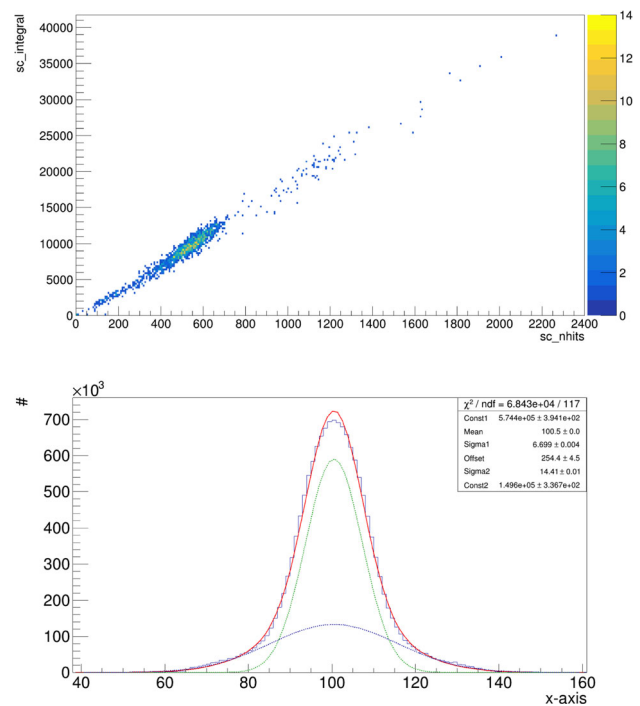 sc_integral
40000
35000
30000
25000
20000
15000
10000
5000
0
0 200 400 600 800 1000 1200 1400 1600 1800 2000 2200 2400
sc_nhits
14
12
10
8
6
4
2
0
#
×10³
700
600
500
400
300
200
100
0
40 60 80 100 120 140 160
x-axis
χ² / ndf = 6.843e+04 / 117
Const1 5.744e+05 ± 3.941e+02
Mean 100.5 ± 0.0
Sigma1 6.699 ± 0.004
Offset 254.4 ± 4.5
Sigma2 14.41 ± 0.01
Const2 1.496e+05 ± 3.367e+02